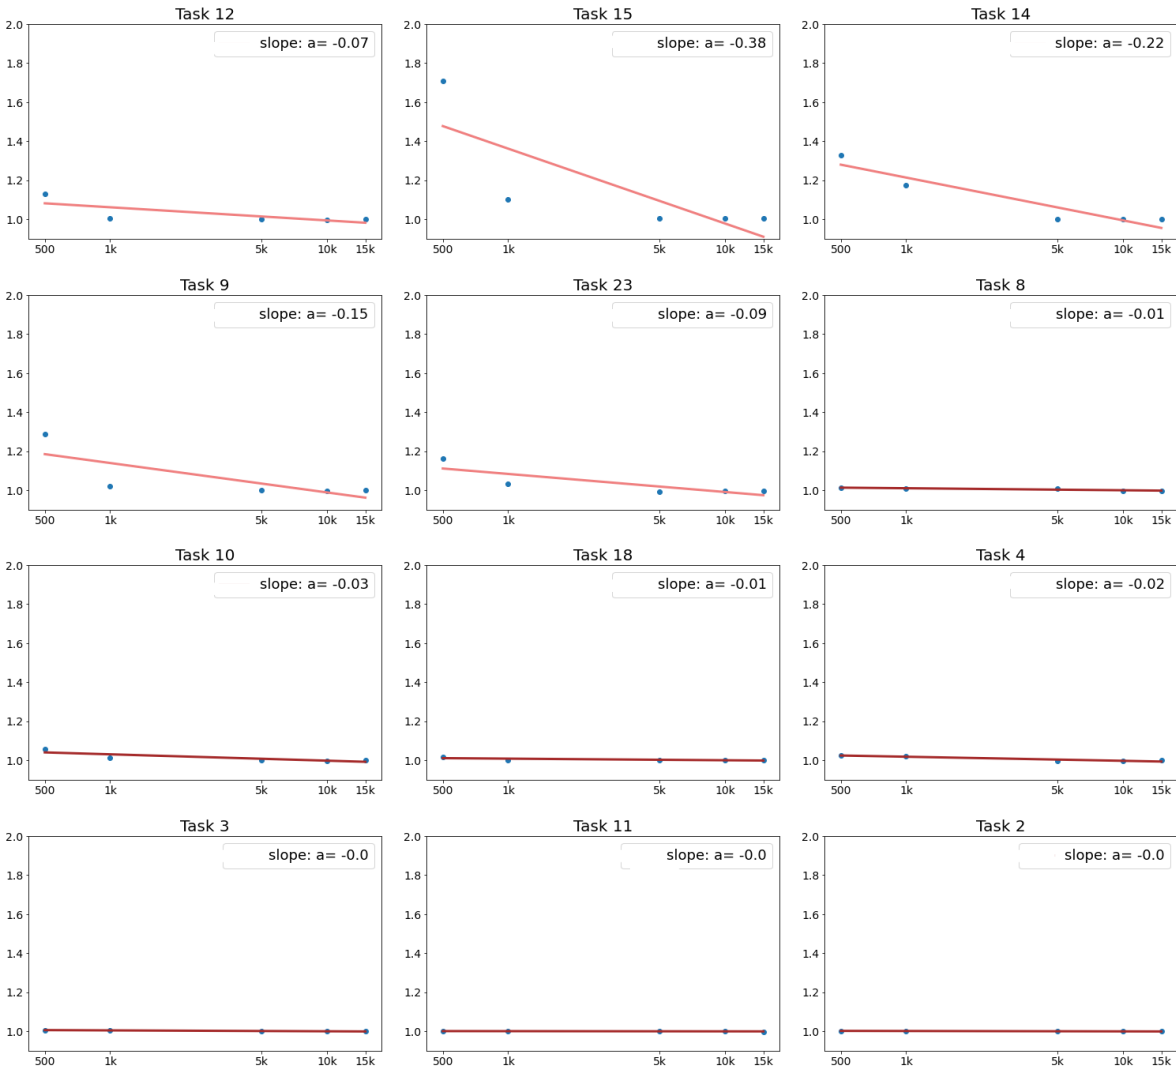 Task 12
2.0
slope: a= -0.07
1.8
1.6
1.4
1.2
1.0
500 1k 5k 10k 15k
Task 15
2.0
slope: a= -0.38
1.8
1.6
1.4
1.2
1.0
500 1k 5k 10k 15k
Task 14
2.0
slope: a= -0.22
1.8
1.6
1.4
1.2
1.0
500 1k 5k 10k 15k
Task 9
2.0
slope: a= -0.15
1.8
1.6
1.4
1.2
1.0
500 1k 5k 10k 15k
Task 23
2.0
slope: a= -0.09
1.8
1.6
1.4
1.2
1.0
500 1k 5k 10k 15k
Task 8
2.0
slope: a= -0.01
1.8
1.6
1.4
1.2
1.0
500 1k 5k 10k 15k
Task 10
2.0
slope: a= -0.03
1.8
1.6
1.4
1.2
1.0
500 1k 5k 10k 15k
Task 18
2.0
slope: a= -0.01
1.8
1.6
1.4
1.2
1.0
500 1k 5k 10k 15k
Task 4
2.0
slope: a= -0.02
1.8
1.6
1.4
1.2
1.0
500 1k 5k 10k 15k
Task 3
2.0
slope: a= -0.0
1.8
1.6
1.4
1.2
1.0
500 1k 5k 10k 15k
Task 11
2.0
slope: a= -0.0
1.8
1.6
1.4
1.2
1.0
500 1k 5k 10k 15k
Task 2
2.0
slope: a= -0.0
1.8
1.6
1.4
1.2
1.0
500 1k 5k 10k 15k